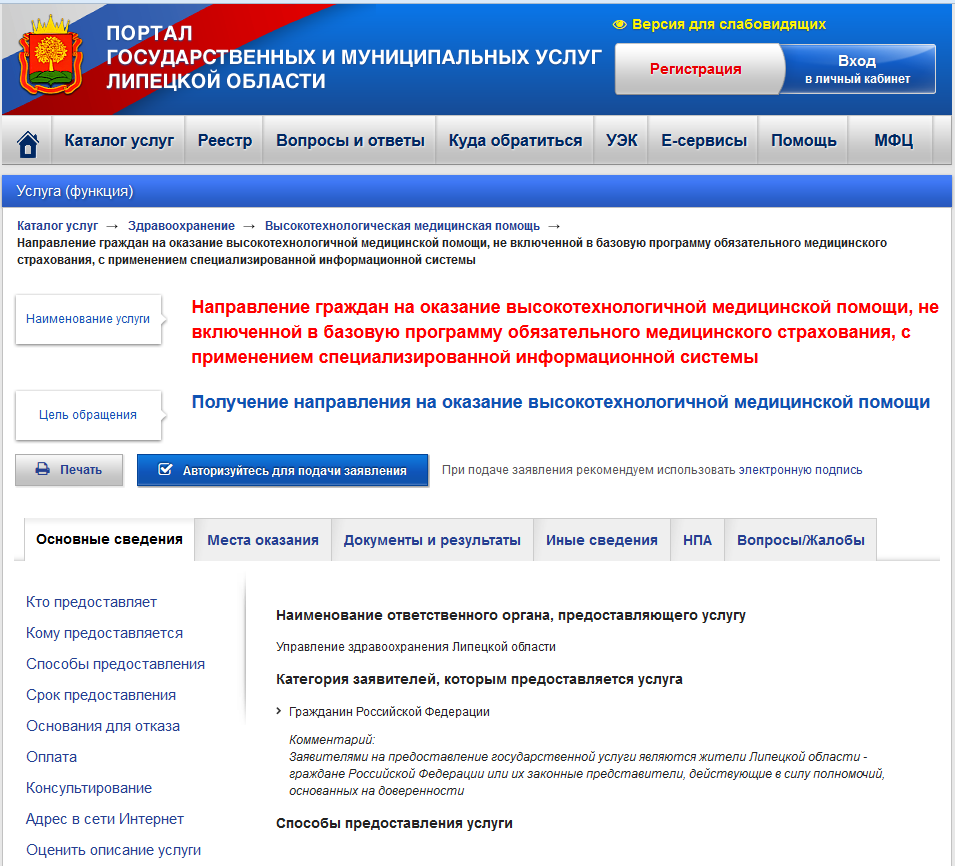 ПОРТАЛ
ГОСУДАРСТВЕННЫХ И МУНИЦИПАЛЬНЫХ УСЛУГ
ЛИПЕЦКОЙ ОБЛАСТИ
Версия для слабовидящих
Регистрация
Вход
в личный кабинет
Каталог услуг Реестр Вопросы и ответы Куда обратиться УЭК Е-сервисы Помощь МФЦ
Услуга (функция)
Каталог услуг → Здравоохранение → Высокотехнологическая медицинская помощь →
Направление граждан на оказание высокотехнологичной медицинской помощи, не включенной в базовую программу обязательного медицинского
страхования, с применением специализированной информационной системы
Наименование услуги
Направление граждан на оказание высокотехнологичной медицинской помощи, не
включенной в базовую программу обязательного медицинского страхования, с
применением специализированной информационной системы
Цель обращения
Получение направления на оказание высокотехнологичной медицинской помощи
Печать
Авторизуйтесь для подачи заявления
При подаче заявления рекомендуем использовать электронную подпись
Основные сведения Места оказания Документы и результаты Иные сведения НПА Вопросы/Жалобы
Кто предоставляет
Кому предоставляется
Способы предоставления
Срок предоставления
Основания для отказа
Оплата
Консультирование
Адрес в сети Интернет
Оценить описание услуги
Наименование ответственного органа, предоставляющего услугу
Управление здравоохранения Липецкой области
Категория заявителей, которым предоставляется услуга
Гражданин Российской Федерации
Комментарий:
Заявителями на предоставление государственной услуги являются жители Липецкой области -
граждане Российской Федерации или их законные представители, действующие в силу полномочий,
основанных на доверенности
Способы предоставления услуги